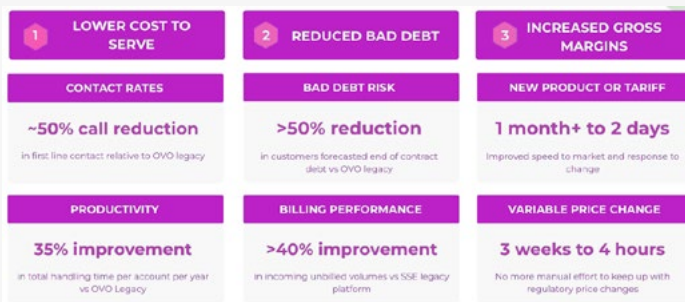 1
LOWER COST TO
SERVE
2
REDUCED BAD DEBT
3
INCREASED GROSS
MARGINS
CONTACT RATES
~50% call reduction
in first line contact relative to OVO legacy
BAD DEBT RISK
>50% reduction
in customers forecasted end of contract
debt vs OVO legacy
NEW PRODUCT OR TARIFF
1 month+ to 2 days
Improved speed to market and response to
change
PRODUCTIVITY
35% improvement
in total handling time per account per year
vs OVO Legacy
BILLING PERFORMANCE
>40% improvement
in incoming unbilled volumes vs SSE legacy
platform
VARIABLE PRICE CHANGE
3 weeks to 4 hours
No more manual effort to keep up with
regulatory price changes